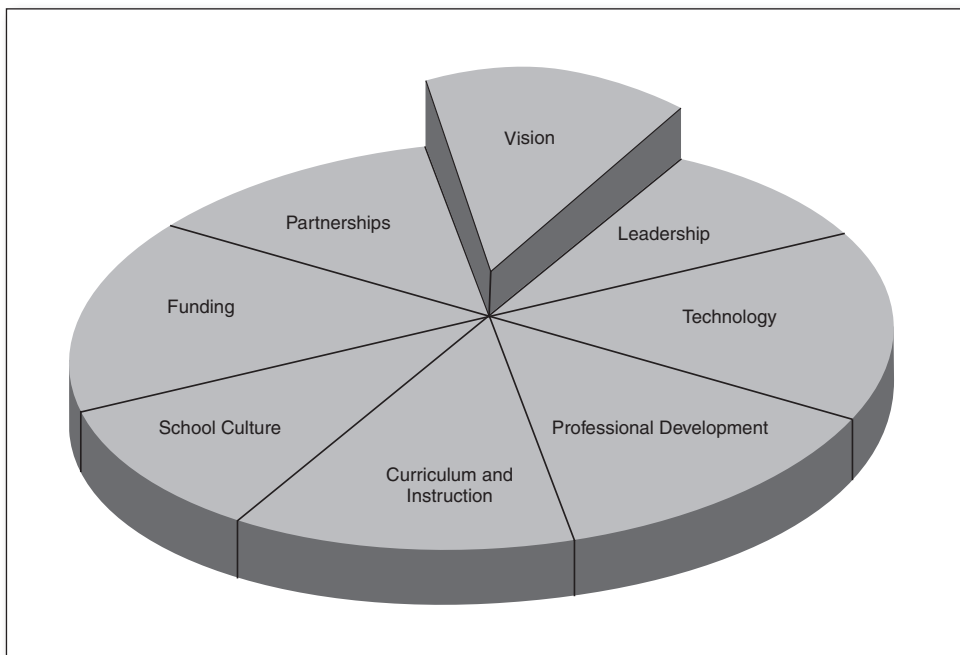 Vision
Partnerships
Leadership
Funding
Technology
School Culture
Professional Development
Curriculum and
Instruction